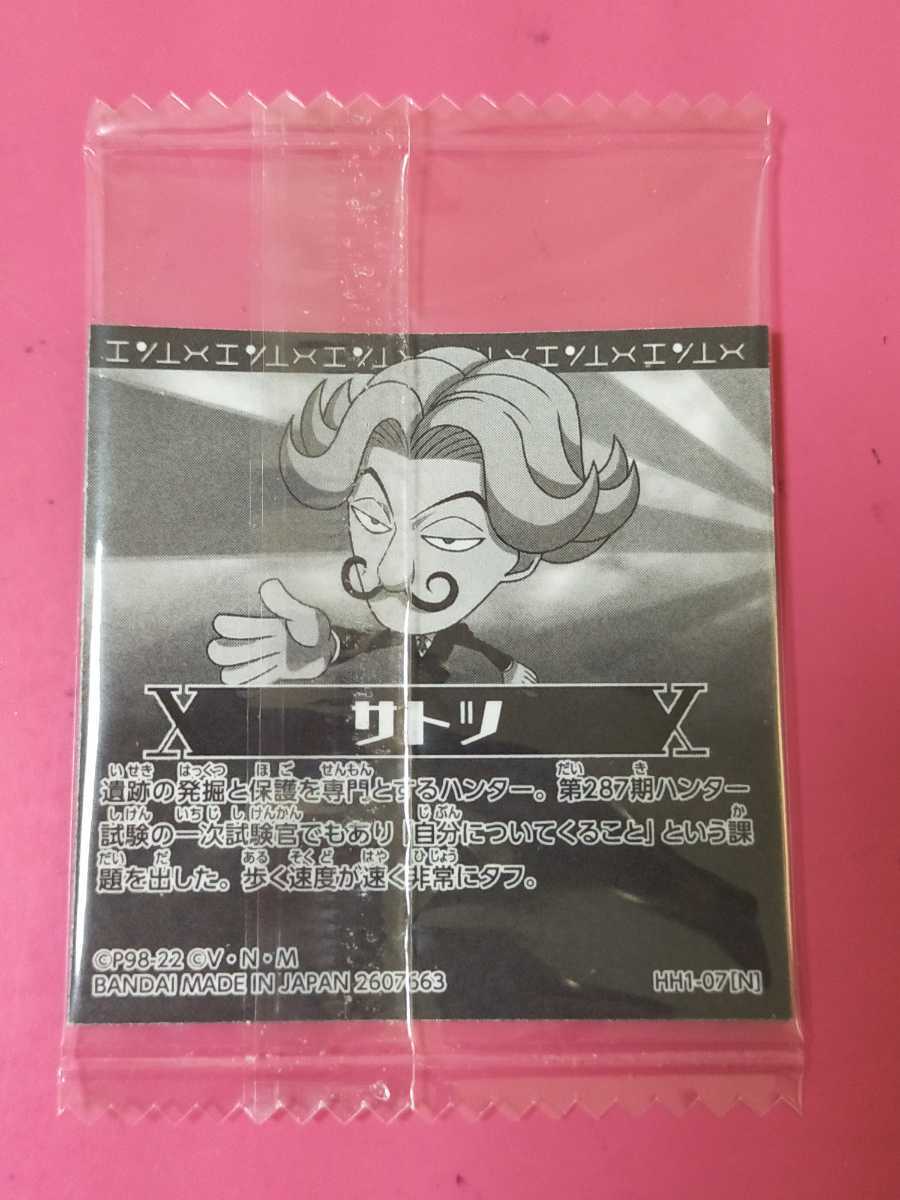 サトツ
遺跡の発掘と保護を専門とするハンター。第287期ハンター
試験の一次試験官でもあり「自分についてくること」という課
題を出した。歩く速度が速く非常にタフ。
©P98-22 ©V・N・M
BANDAI MADE IN JAPAN 2607663
HH1-07[N]